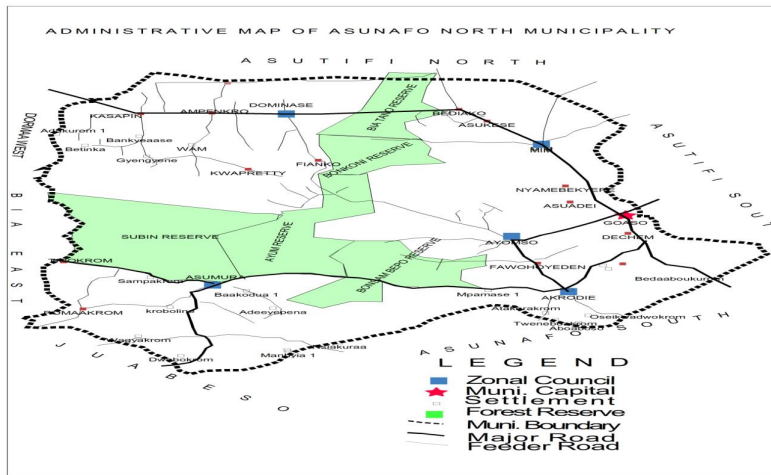 ADMINISTRATIVE MAP OF ASUNAFO NORTH MUNICIPALITY
ASUTIFI NORTH
DOMINASE
BEDIAKO
KASAPIN
AMPENKRO
ASUKESE
BIA TANO RESERVE
DORMAA WEST
Bankyeaase
Betinka
WAM
MIM
ASUTIFI SOUTH
Gyengyene
FIANKO
BONKONI RESERVE
KWAPRETTY
NYAMEBEKYERE
ASUADEI
BIA EAST
GOASO
DECHEM
SUBIN RESERVE
AYUM RESERVE
AYOMSO
BONSAM BEPO RESERVE
FAWOHOYEDEN
Sampakrom
ASUMURA
Bedaaboukurom
Baakodua 1
Mpamase 1
AKRODIE
kroboline
Adeeyepena
Atakarakrom
ASUNAFO SOUTH
JUABESO
Manhyia 1
LEGEND
Zonal Council
Muni. Capital
Settlement
Forest Reserve
Muni. Boundary
Major Road
Feeder Road